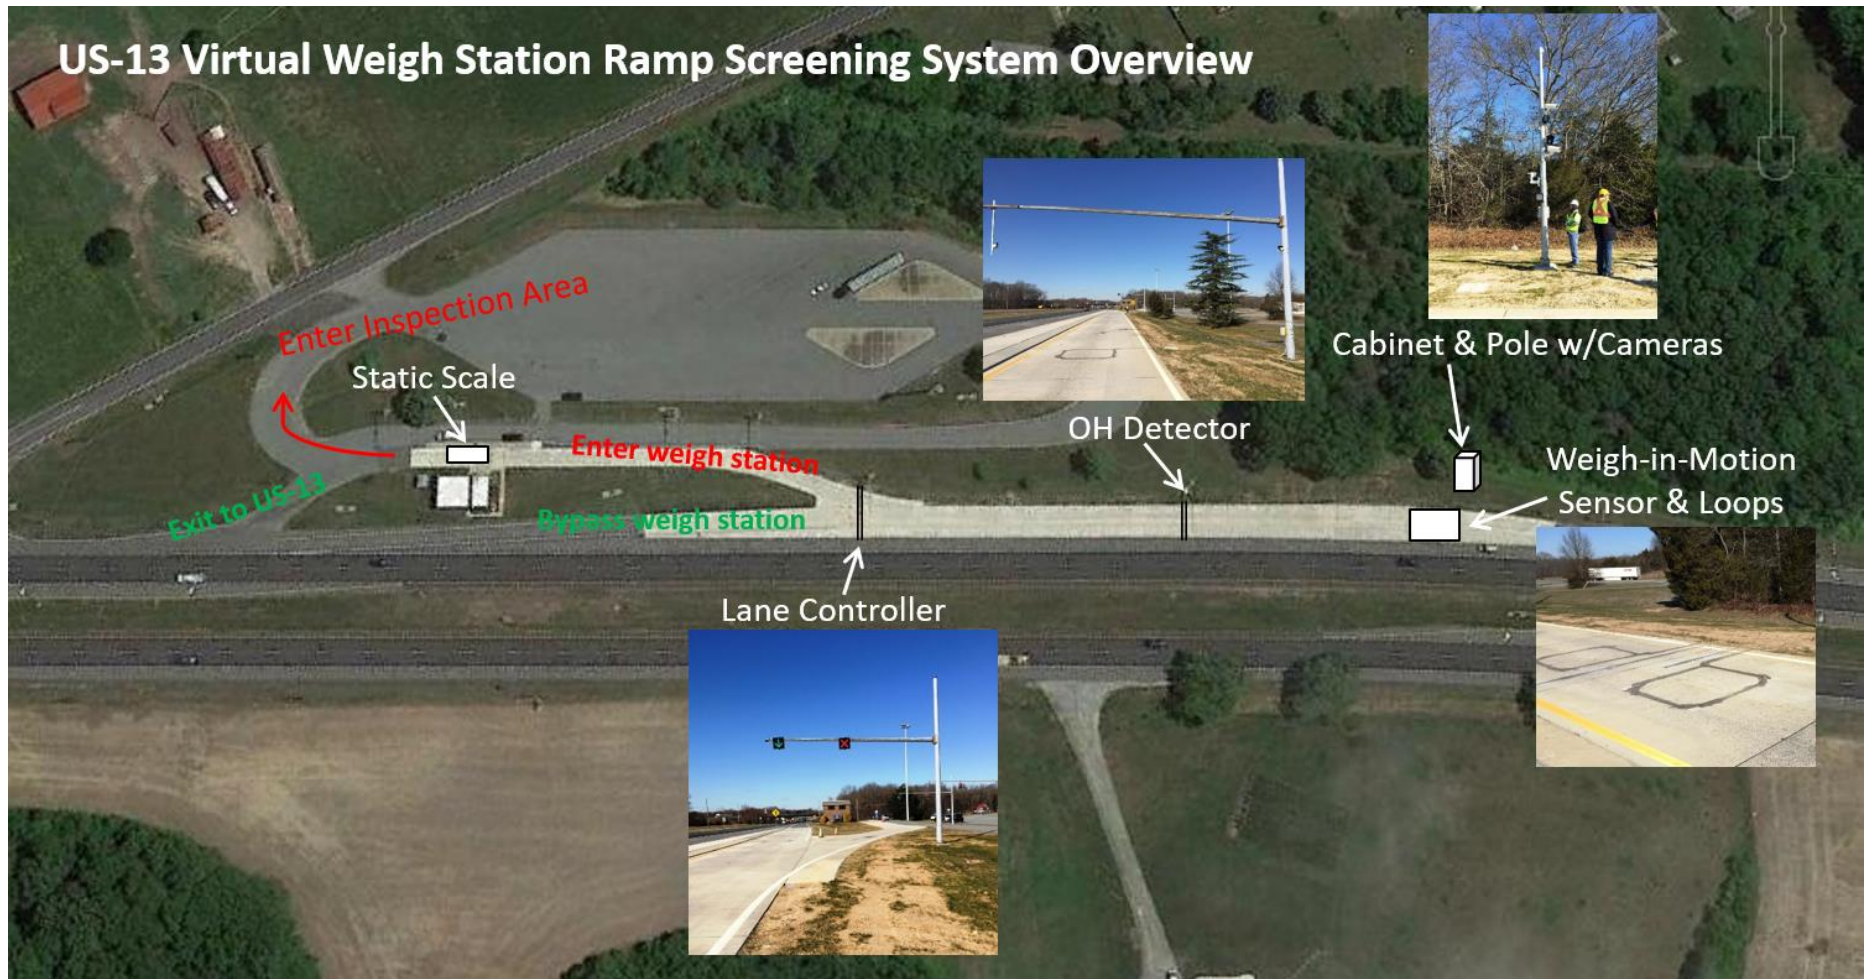 US-13 Virtual Weigh Station Ramp Screening System Overview
Cabinet & Pole w/Cameras
Enter Inspection Area
Static Scale
OH Detector
Enter weigh station
Weigh-in-Motion
Sensor & Loops
Exit to US-13
Bypass weigh station
Lane Controller